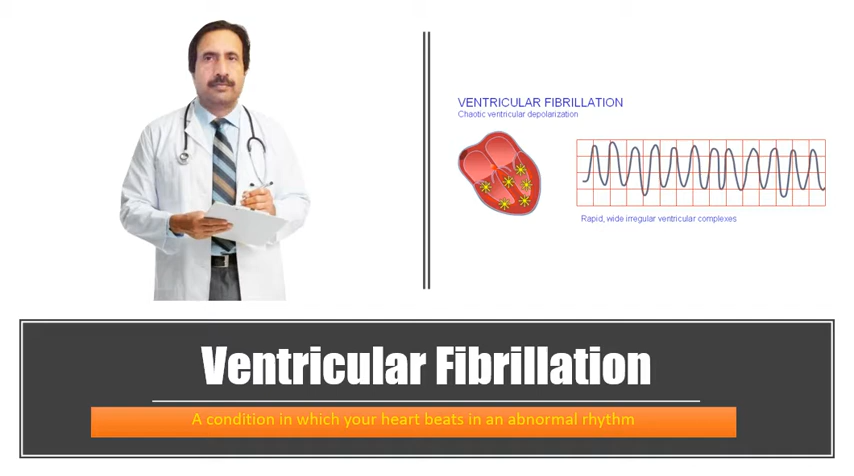 VENTRICULAR FIBRILLATION
Chaotic ventricular depolarization
Rapid, wide irregular ventricular complexes
Ventricular Fibrillation
A condition in which your heart beats in an abnormal rhythm